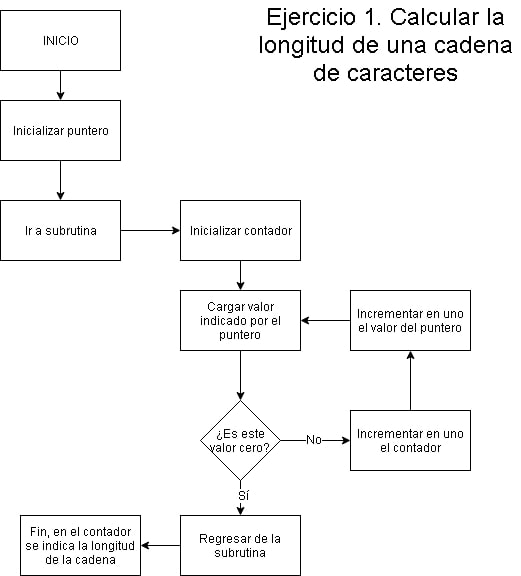 Ejercicio 1. Calcular la
longitud de una cadena
de caracteres
INICIO
Inicializar puntero
Ir a subrutina
Inicializar contador
Cargar valor
indicado por el
puntero
Incrementar en uno
el valor del puntero
¿Es este
valor cero?
No
Incrementar en uno
el contador
Sí
Regresar de la
subrutina
Fin, en el contador
se indica la longitud
de la cadena